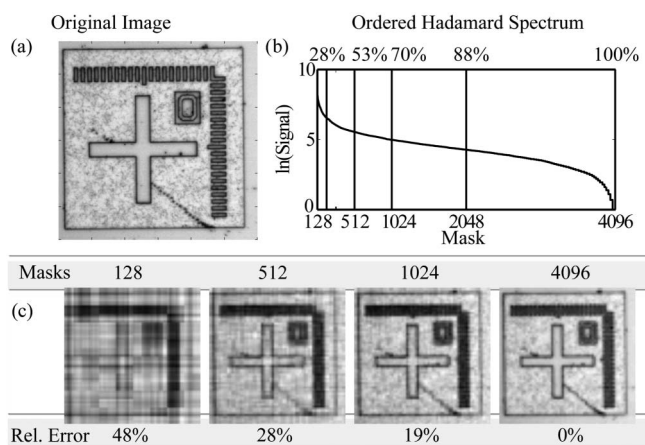 Original Image
Ordered Hadamard Spectrum
(a)
(b)
28% 53% 70% 88% 100%
10
5
0
ln(Signal)
128 512 1024 2048 4096
Mask
Masks 128 512 1024 4096
(c)
Rel. Error 48% 28% 19% 0%